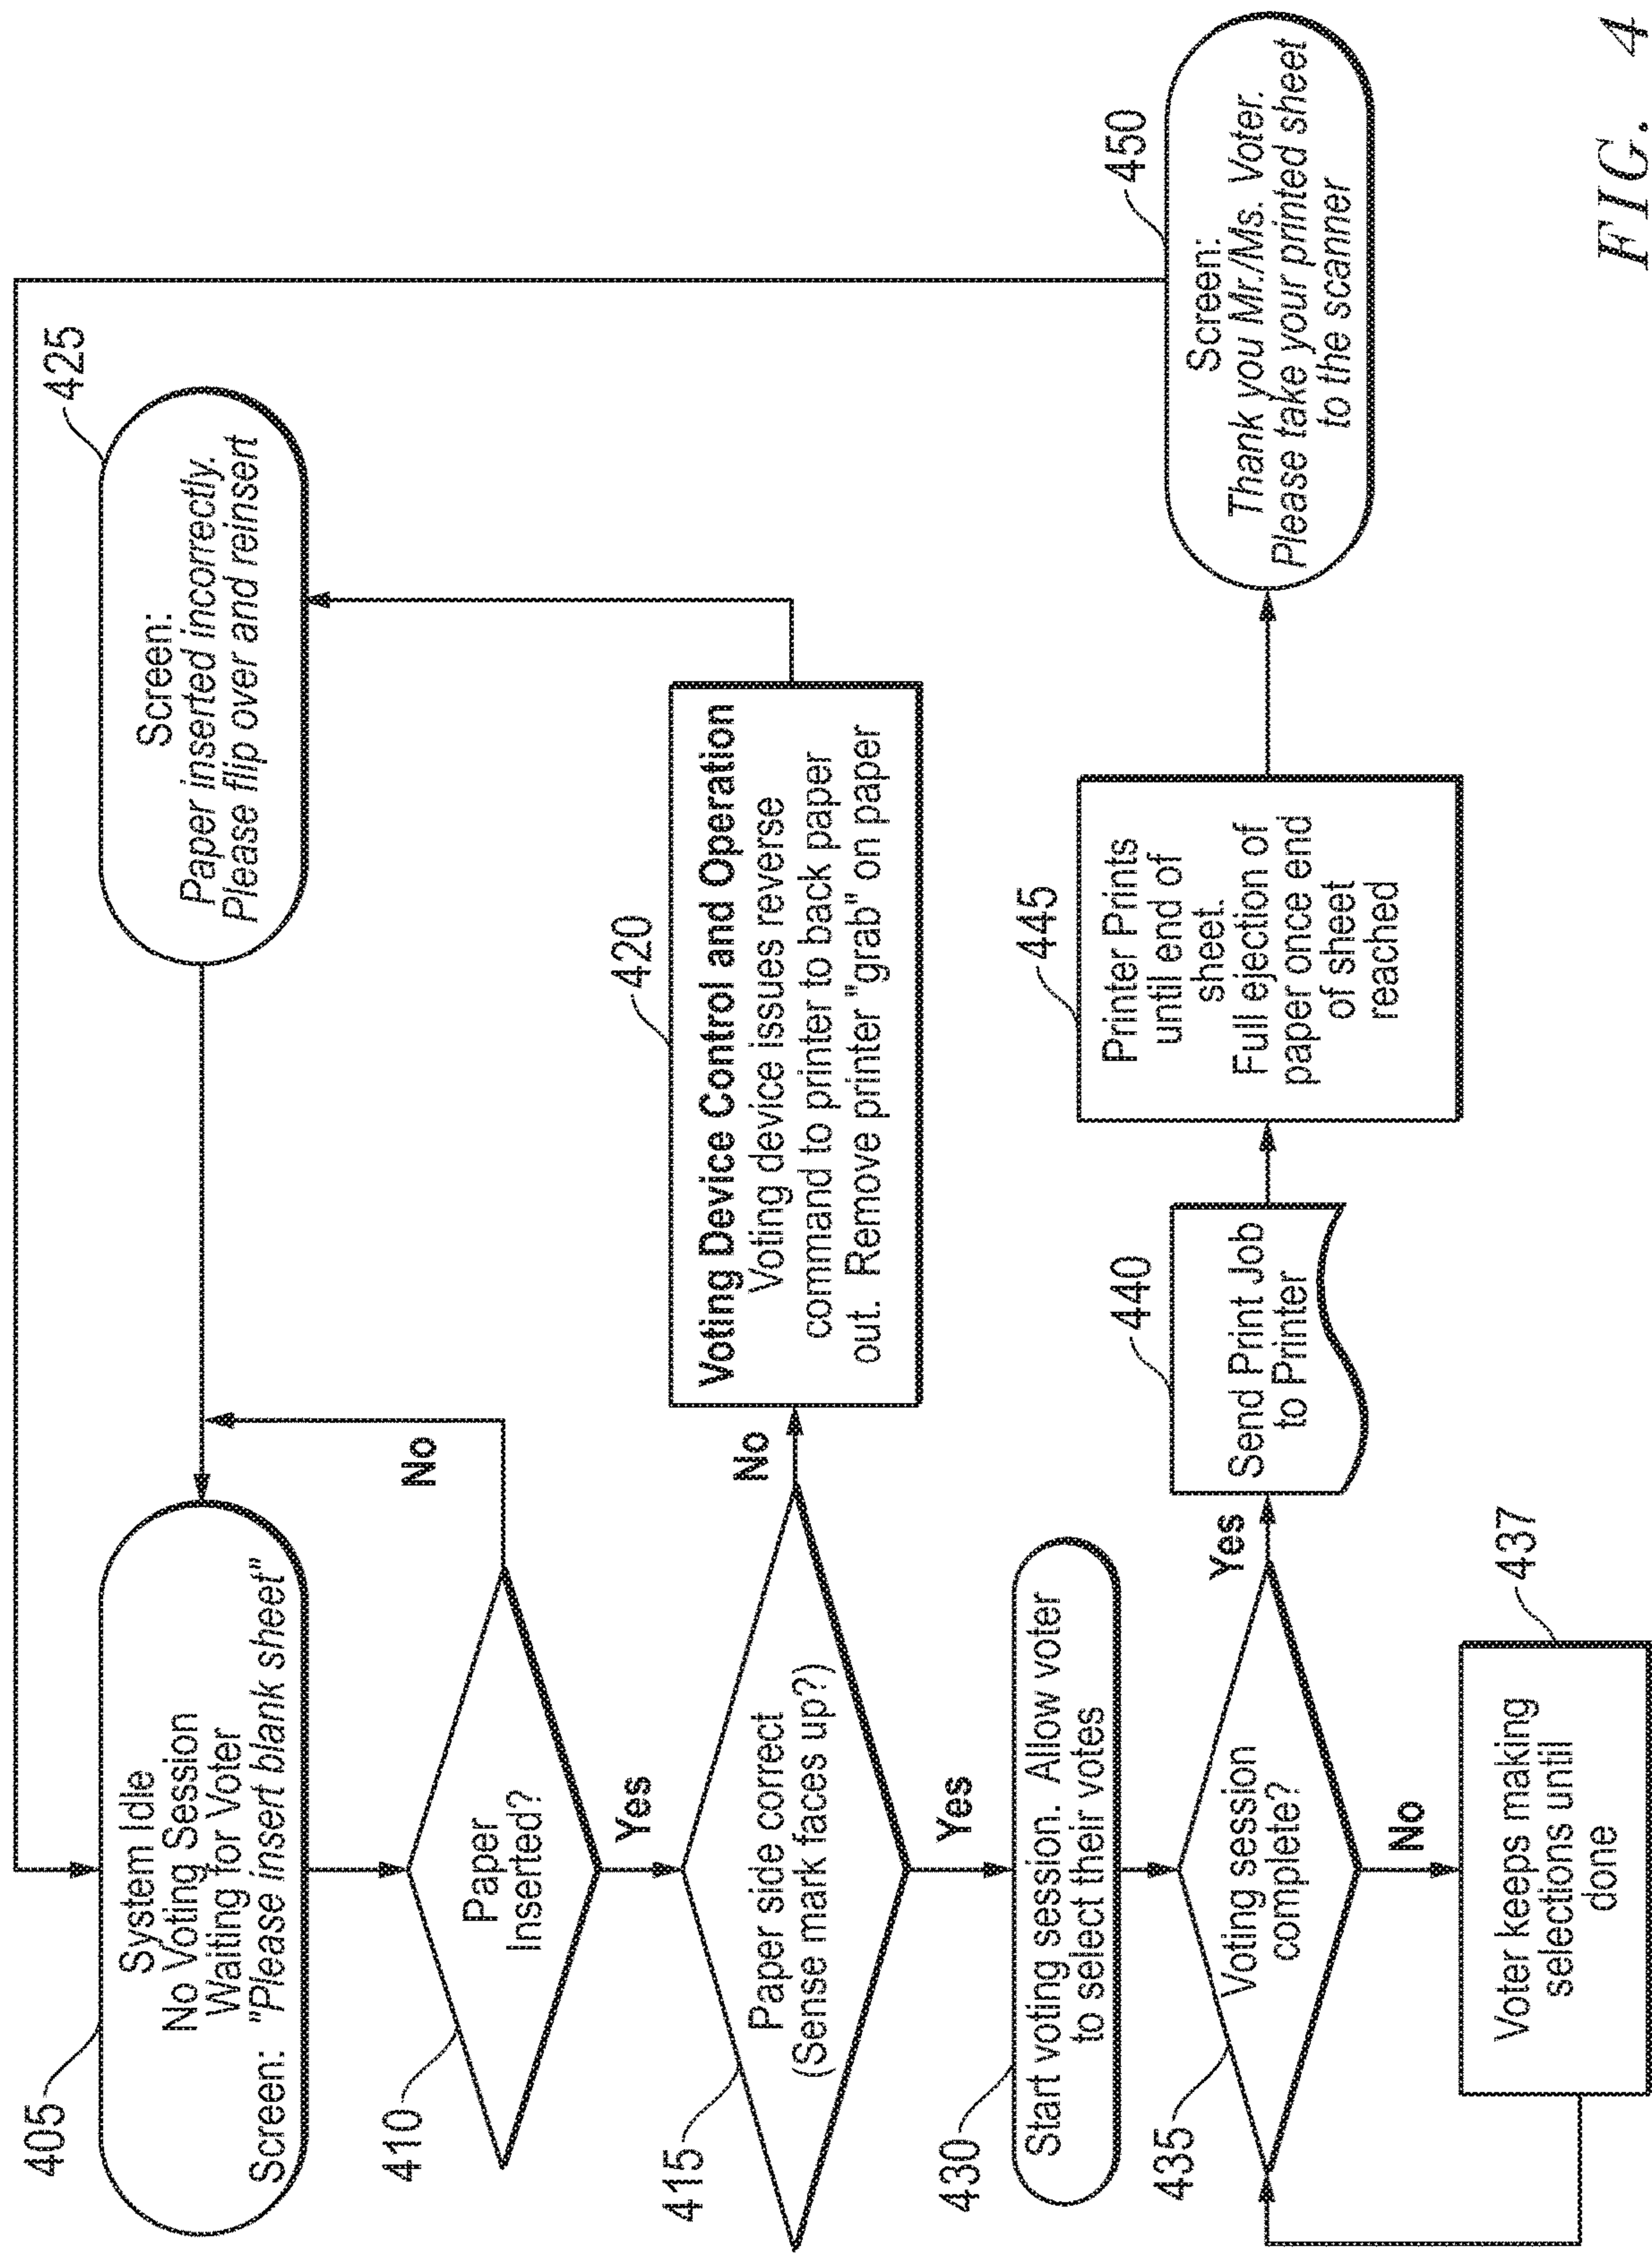 405
System Idle
No Voting Session
Waiting for Voter
Screen: "Please insert blank sheet"
425
Screen:
Paper inserted incorrectly.
Please flip over and reinsert
410
Paper
Inserted?
No
Yes
415
Paper side correct
(Sense mark faces up?)
No
Yes
420
Voting Device Control and Operation
Voting device issues reverse
command to printer to back paper
out. Remove printer "grab" on paper
430
Start voting session. Allow voter
to select their votes
435
Voting session
complete?
Yes
No
437
Voter keeps making
selections until
done
440
Send Print Job
to Printer
445
Printer Prints
until end of
sheet.
Full ejection of
paper once end
of sheet
reached
450
Screen:
Thank you Mr./Ms. Voter.
Please take your printed sheet
to the scanner
FIG. 4